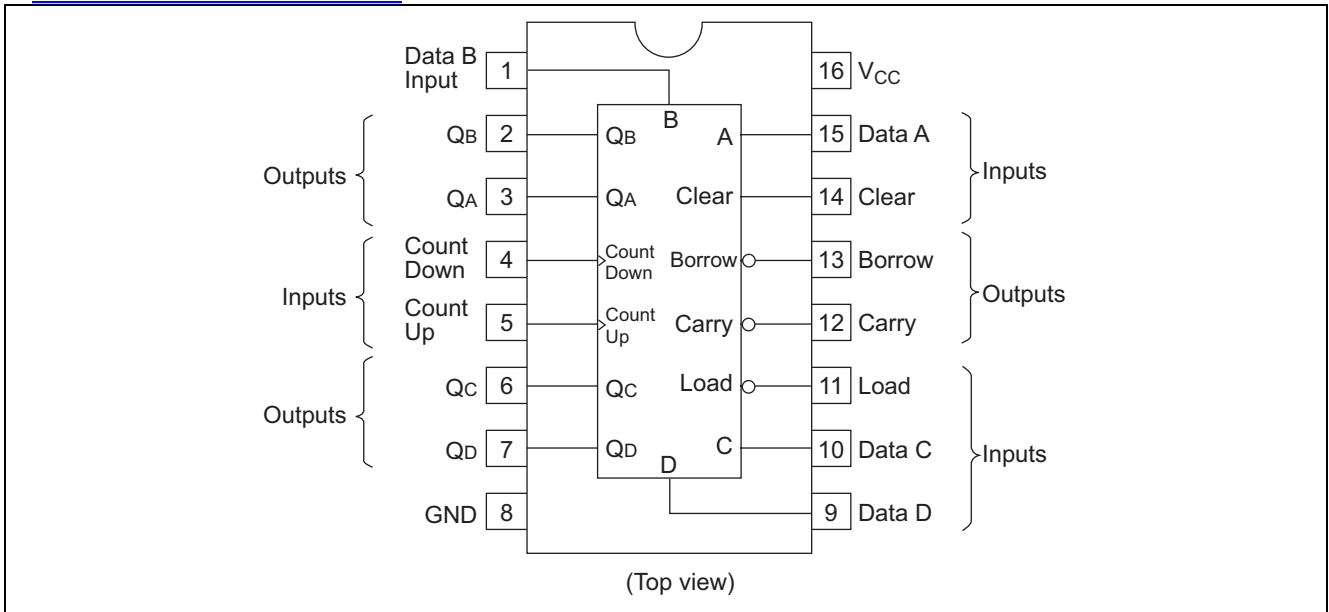 Data B
Input
1
16
VCC
B
Outputs
QB
2
QB
A
15
Data A
Inputs
QA
3
QA
Clear
14
Clear
Inputs
Count
Down
4
Count
Down
Borrow
13
Borrow
Outputs
Count
Up
5
Count
Up
Carry
12
Carry
Outputs
QC
6
QC
Load
11
Load
Inputs
QD
7
QD
C
10
Data C
D
GND
8
9
Data D
(Top view)